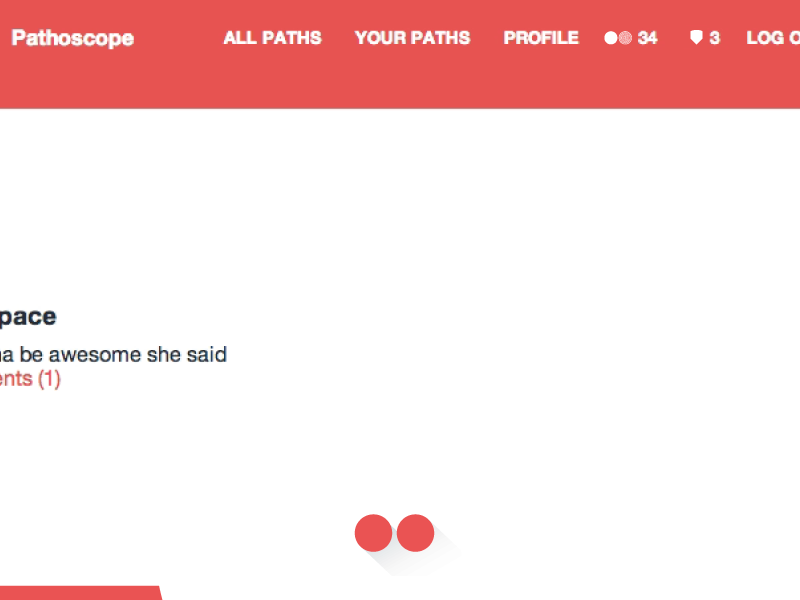 Pathoscope ALL PATHS YOUR PATHS PROFILE 34 3 LOG O
pace
na be awesome she said
ents (1)